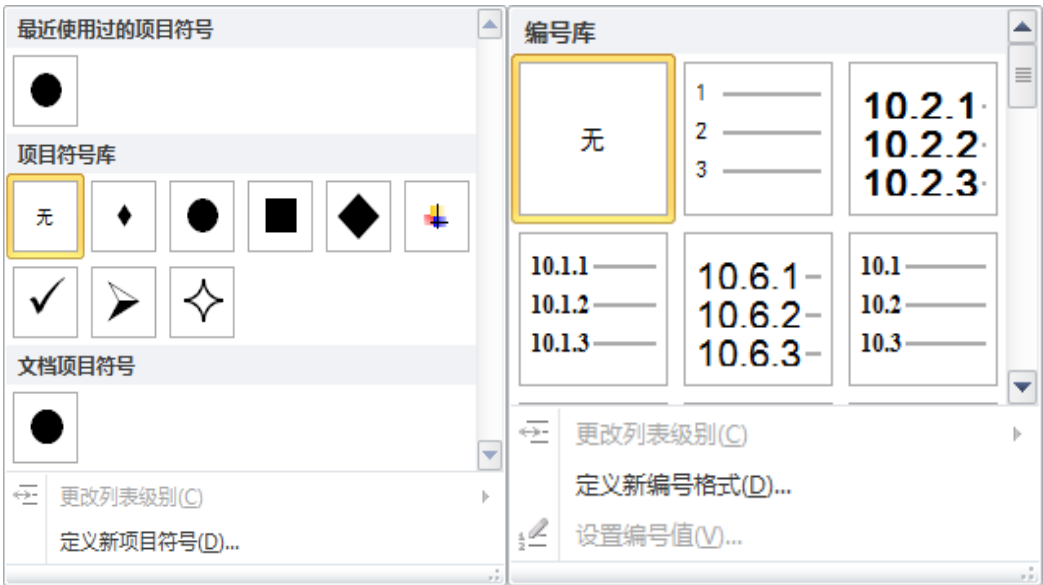 最近使用过的项目符号
项目符号库
无
文档项目符号
更改列表级别(C)
定义新项目符号(D)...
编号库
无
1
2
3
10.2.1
10.2.2
10.2.3
10.1.1
10.1.2
10.1.3
10.6.1
10.6.2
10.6.3
10.1
10.2
10.3
更改列表级别(C)
定义新编号格式(D)...
设置编号值(V)...